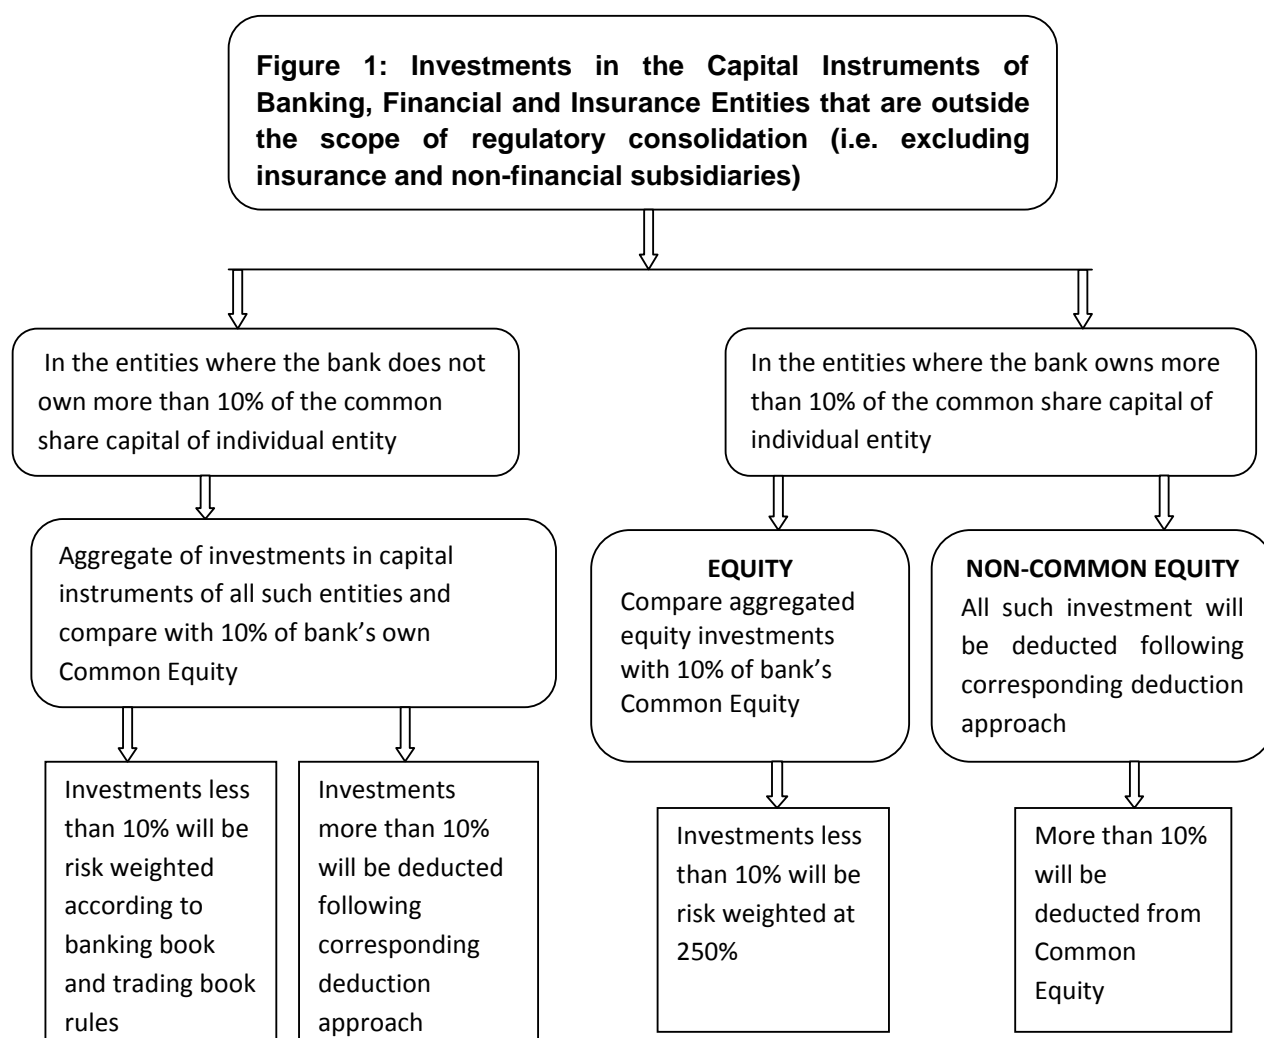 Figure 1: Investments in the Capital Instruments of
Banking, Financial and Insurance Entities that are outside
the scope of regulatory consolidation (i.e. excluding
insurance and non-financial subsidiaries)
In the entities where the bank does not
own more than 10% of the common
share capital of individual entity
In the entities where the bank owns more
than 10% of the common share capital of
individual entity
Aggregate of investments in capital
instruments of all such entities and
compare with 10% of bank's own
Common Equity
EQUITY
Compare aggregated
equity investments
with 10% of bank's
Common Equity
NON-COMMON EQUITY
All such investment will
be deducted following
corresponding deduction
approach
Investments less
than 10% will be
risk weighted
according to
banking book
and trading book
rules
Investments
more than 10%
will be deducted
following
corresponding
deduction
approach
Investments less
than 10% will be
risk weighted at
250%
More than 10%
will be
deducted from
Common
Equity